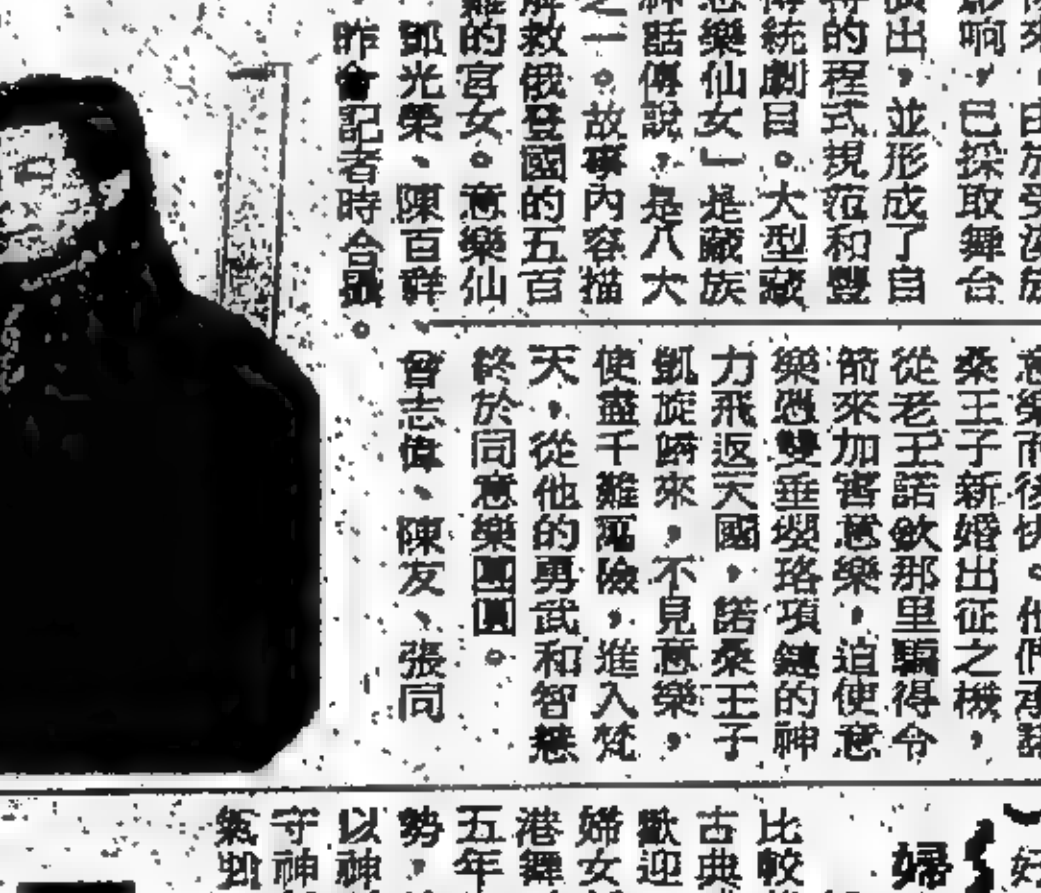 影响，已採取舞台
演出，並形成了自
的程式規范和豐
傳統劇目。大型藏
意樂仙女」是藏族
神話傳說，是八大
之一。故事內容描
解救俄登國的五百
的宮女。意樂仙
意樂而後快。他們
桑王子新婚出征之機，
從老王諾欽那里騙得令
箭來加害意樂，迫使意
樂憑雙垂瓔珞項鏈的神
力飛返天國，諾桑王子
凱旋歸來，不見意樂，
使盡千難萬險，進入梵
天，從他的勇武和智慧
終於同意樂團圓。
鄧光榮、陳百祥、
曾志偉、陳友、張同
昨會記者時合攝。
婦
比較
古典
歡迎
婦女
港舞
五年
勢，
以神
守神
氣